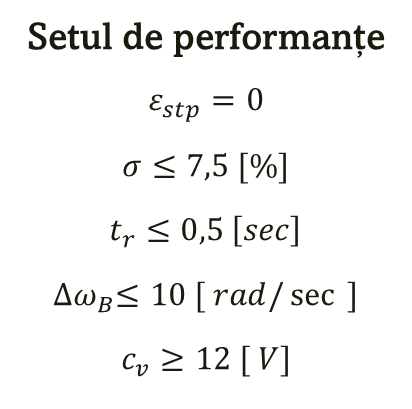 Setul de performanțe
ε_stp = 0
σ ≤ 7,5 [%]
t_r ≤ 0,5 [sec]
Δω_B ≤ 10 [ rad/ sec ]
c_v ≥ 12 [ V]